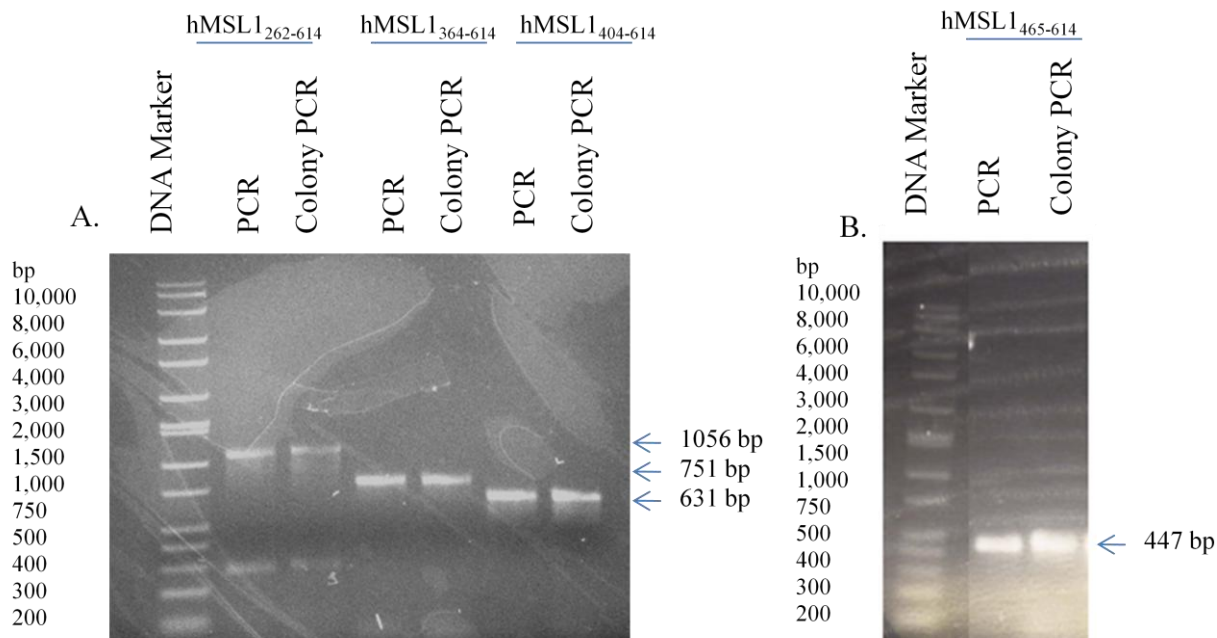 hMSL1262-614 hMSL1364-614 hMSL1404-614
DNA Marker
PCR
Colony PCR
PCR
Colony PCR
PCR
Colony PCR
A.
bp
10,000
8,000
6,000
4,000
3,000
2,000
1,500
1,000
750
500
400
300
200
1056 bp
751 bp
631 bp
hMSL1465-614
DNA Marker
PCR
Colony PCR
B.
bp
10,000
8,000
6,000
4,000
3,000
2,000
1,500
1,000
750
500
400
300
200
447 bp